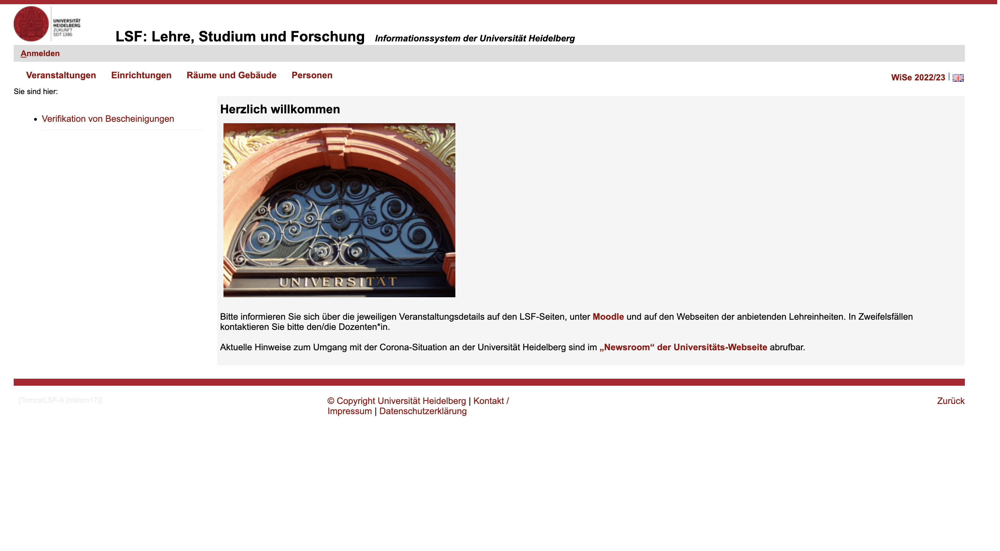 UNIVERSITÄT
HEIDELBERG
ZUKUNFT
SEIT 1386
LSF: Lehre, Studium und Forschung Informationssystem der Universität Heidelberg
Anmelden
Veranstaltungen Einrichtungen Räume und Gebäude Personen WiSe 2022/23 |
Sie sind hier:
Herzlich willkommen
• Verifikation von Bescheinigungen
UNIVERSITÄT
Bitte informieren Sie sich über die jeweiligen Veranstaltungsdetails auf den LSF-Seiten, unter Moodle und auf den Webseiten der anbietenden Lehreinheiten. In Zweifelsfällen
kontaktieren Sie bitte den/die Dozenten*in.
Aktuelle Hinweise zum Umgang mit der Corona-Situation an der Universität Heidelberg sind im „Newsroom“ der Universitäts-Webseite abrufbar.
[TomcatLSF-A (histom17)]
© Copyright Universität Heidelberg | Kontakt /
Impressum | Datenschutzerklärung
Zurück